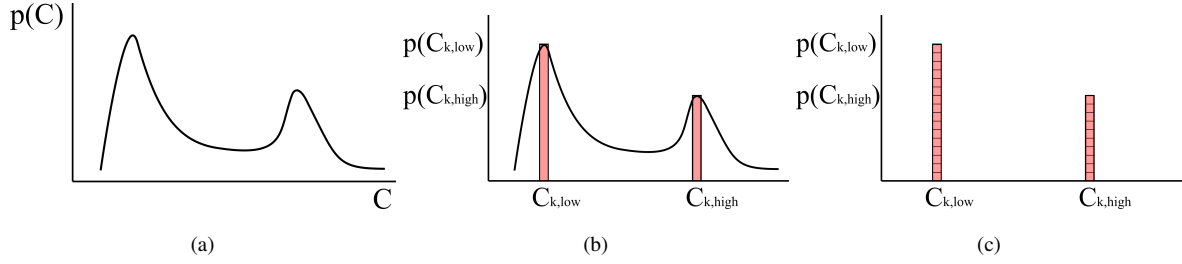 p(C)
C
(a)
p(Ck,low)
p(Ck,high)
Ck,low
Ck,high
(b)
p(Ck,low)
p(Ck,high)
Ck,low
Ck,high
(c)